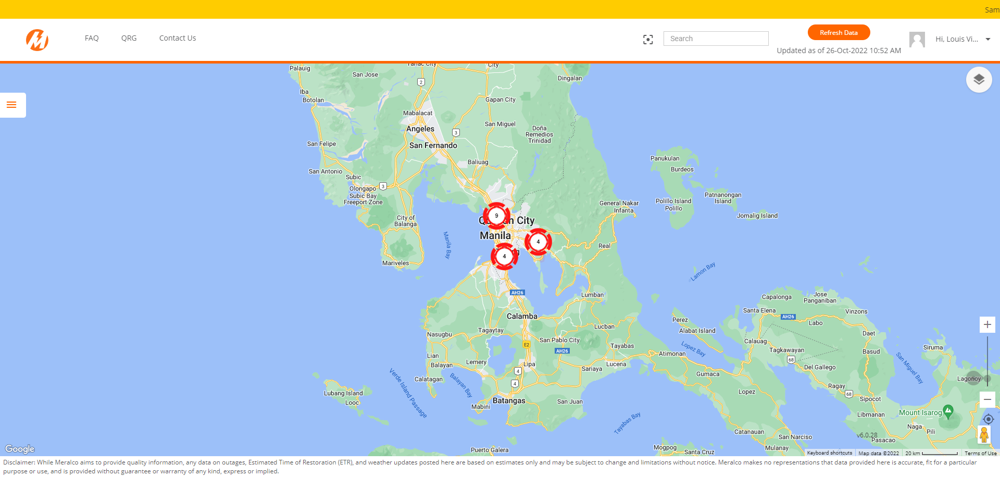 Sam
FAQ
QRG
Contact Us
Search
Refresh Data
Updated as of 26-Oct-2022 10:52 AM
Hi, Louis Vi...
Tarlac City
City
Palauig
San Jose
2
Dingalan
Iba
Botolan
Gapan City
Mabalacat
Angeles
San Miguel
3
Doña
Remedios
Trinidad
San Felipe
San Fernando
Panukulan
Baliuag
Burdeos
San Antonio
Subic
Olongapo
3
Subic Bay
Freeport Zone
Patnanongan
Island
Polillo Island
Polillo
General Nakar
Infanta
Jomalig Island
City of
Balanga
9
City
Manila
Manila Bay
4
4
Real
Mariveles
Lamon Bay
AH26
Lumban
Capalonga
Jose
Panganiban
Santa Elena
AH26
Vinzons
Calamba
Perez
Labo
Nasugbu
Tagaytay
Lucban
Alabat Island
Daet
San Pablo City
E2
AH26
Tayabas
Calauag
Lopez Bay
Tagkawayan
68
Basud
Siruma
Lian
Balayan
Lemery
Lipa
Lucena
Atimonan
Sariaya
4
4
Gumaca
Del Gallego
San Miguel Bay
Calatagan
Verde Island Passage
Balayan Bay
Lagonoy
Ragay
68
Lubang Island
Looc
Lopez
Sipocot
Batangas
Mabini
San Juan
Tayabas Bay
Libmanan
Mount Isarog
Naga
Pili
Catanauan
San Narciso
v6.0.28
Pasacao
Puerto Galera
Mogpog
Santa Cruz
Mulanay
Google
Keyboard shortcuts
Map data ©2022
20 km
Terms of Use
Disclaimer: While Meralco aims to provide quality information, any data on outages, Estimated Time of Restoration (ETR), and weather updates posted here are based on estimates only and may be subject to change and limitations without notice. Meralco makes no representations that data provided here is accurate, fit for a particular
purpose or use, and is provided without guarantee or warranty of any kind, express or implied.